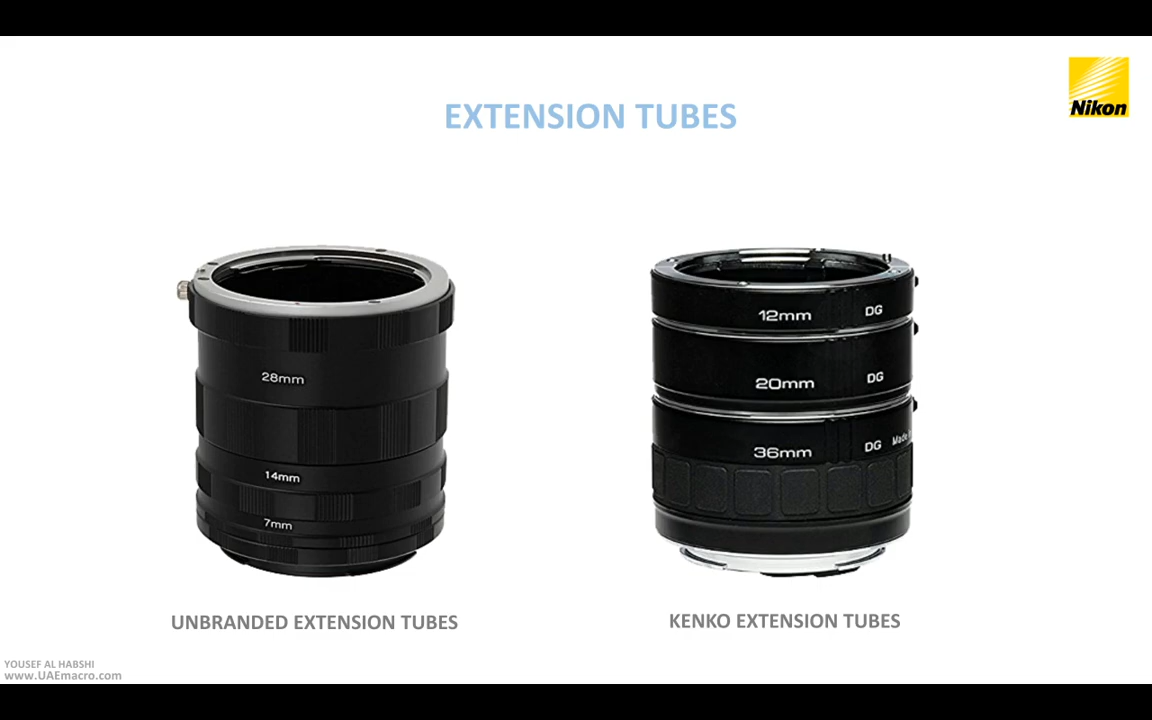 EXTENSION TUBES
Nikon
28mm
14mm
7mm
12mm DG
20mm DG
36mm DG Made
UNBRANDED EXTENSION TUBES
KENKO EXTENSION TUBES
YOUSEF AL HABSHI
www.UAEmacro.com